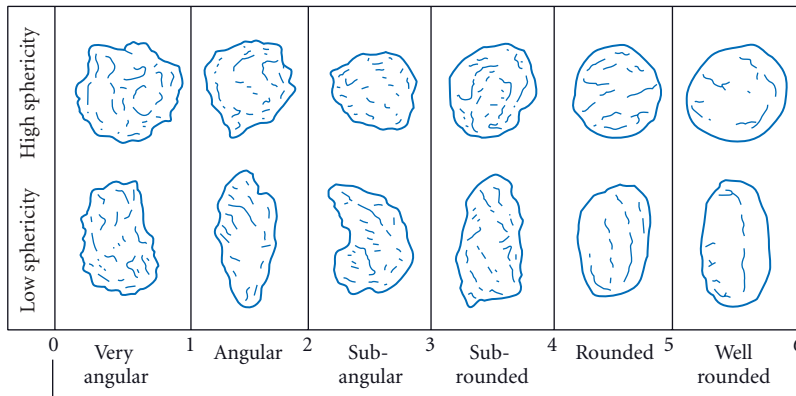 High sphericity
Low sphericity
0 1 2 3 4 5 6
Very angular
Angular
Sub-angular
Sub-rounded
Rounded
Well rounded